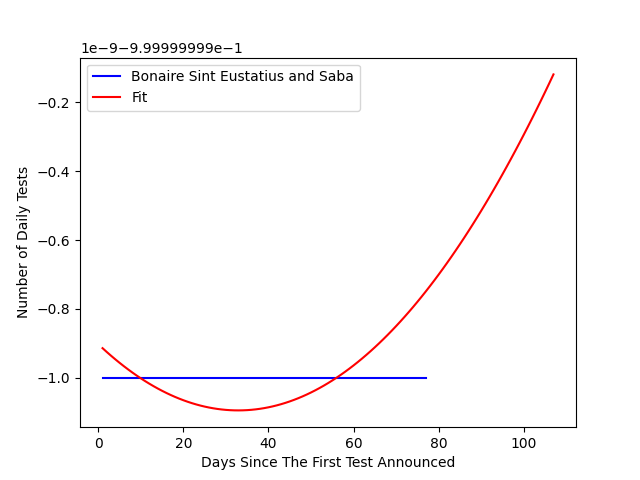 1e−9−9.99999999e−1
Bonaire Sint Eustatius and Saba
Fit
−0.2
−0.4
−0.6
−0.8
−1.0
Number of Daily Tests
0
20
40
60
80
100
Days Since The First Test Announced